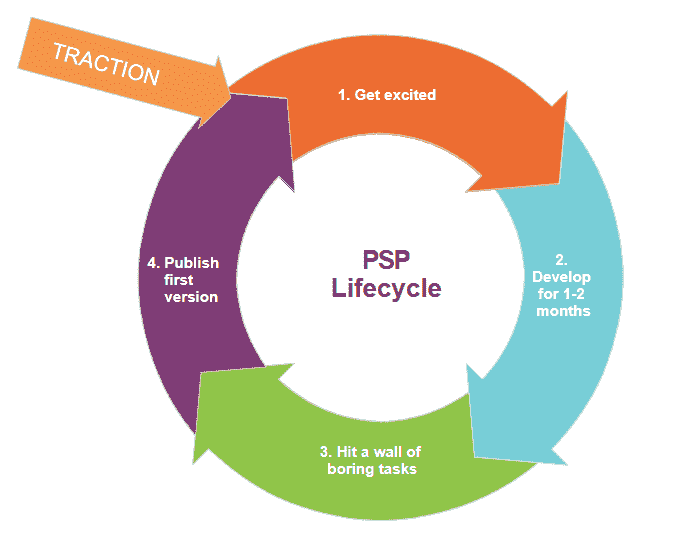 TRACTION
1. Get excited
2.
Develop
for 1-2
months
3. Hit a wall of
boring tasks
4. Publish
first
version
PSP
Lifecycle